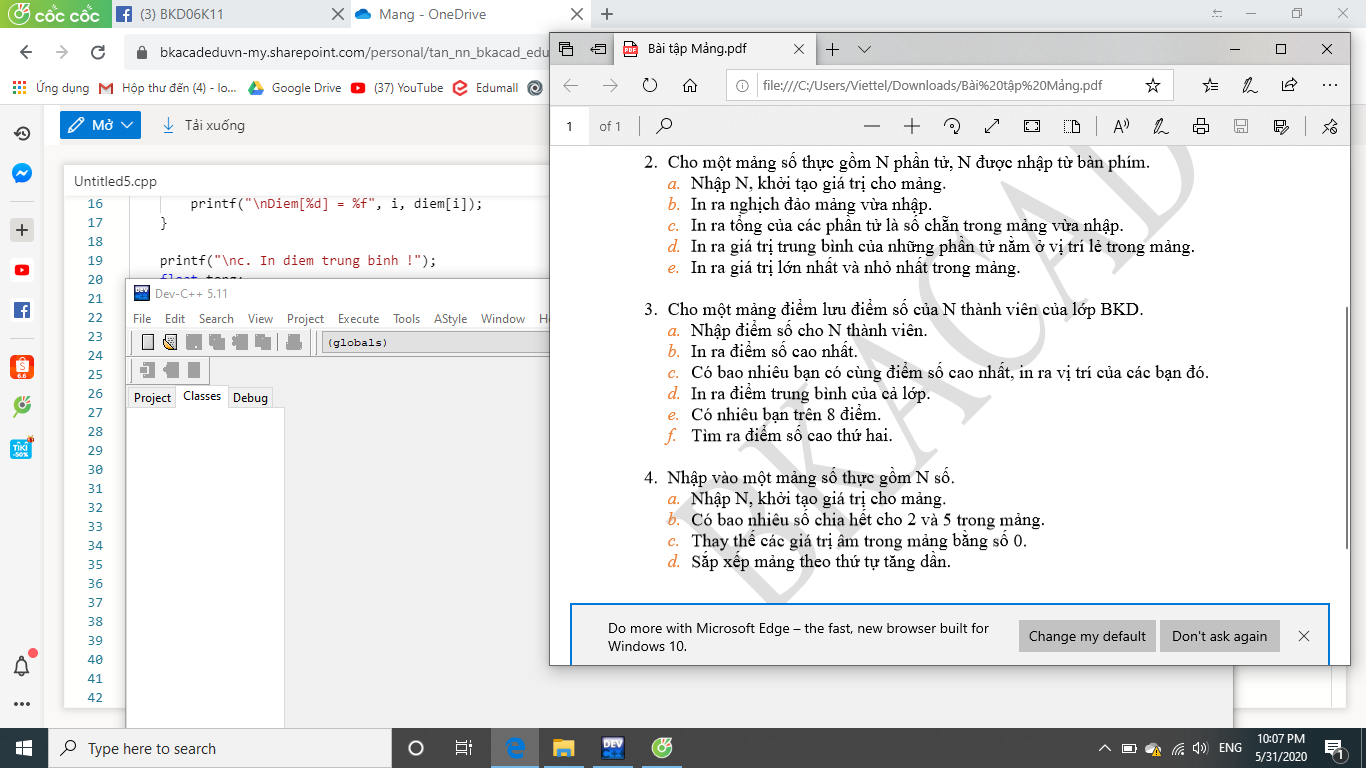 cốc cốc
(3) BKD06K11
Mang - OneDrive
bkacadeduvn-my.sharepoint.com/personal/tan_nn_bkacad_edu
Ứng dụng
Hộp thư đến (4) - lo...
Google Drive
(37) YouTube
Edumall
Mở
Tải xuống
Untitled5.cpp
16 printf("\nDiem[%d] = %f", i, diem[i]);
17 }
18
19 printf("\nc. In diem trung binh !");
20 float tong;
21
22
23
24
25
26
27
28
29
30
31
32
33
34
35
36
37
38
39
40
41
42
Dev-C++ 5.11
File Edit Search View Project Execute Tools AStyle Window
(globals)
Project Classes Debug
Bài tập Mảng.pdf
file:///C:/Users/Viettel/Downloads/Bài%20tập%20Mảng.pdf
1 of 1
2. Cho một mảng số thực gồm N phần tử, N được nhập từ bàn phím.
a. Nhập N, khởi tạo giá trị cho mảng.
b. In ra nghịch đảo mảng vừa nhập.
c. In ra tổng của các phần tử là số chẵn trong mảng vừa nhập.
d. In ra giá trị trung bình của những phần tử nằm ở vị trí lẻ trong mảng.
e. In ra giá trị lớn nhất và nhỏ nhất trong mảng.
3. Cho một mảng điểm lưu điểm số của N thành viên của lớp BKD.
a. Nhập điểm số cho N thành viên.
b. In ra điểm số cao nhất.
c. Có bao nhiêu bạn có cùng điểm số cao nhất, in ra vị trí của các bạn đó.
d. In ra điểm trung bình của cả lớp.
e. Có nhiêu bạn trên 8 điểm.
f. Tìm ra điểm số cao thứ hai.
4. Nhập vào một mảng số thực gồm N số.
a. Nhập N, khởi tạo giá trị cho mảng.
b. Có bao nhiêu số chia hết cho 2 và 5 trong mảng.
c. Thay thế các giá trị âm trong mảng bằng số 0.
d. Sắp xếp mảng theo thứ tự tăng dần.
BKACAD
Do more with Microsoft Edge – the fast, new browser built for
Windows 10.
Change my default
Don't ask again
Type here to search
DEV
ENG
10:07 PM
5/31/2020
1